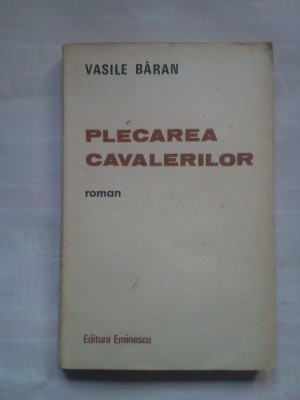 VASILE BĂRAN
PLECAREA
CAVALERILOR
roman
Editura Eminescu